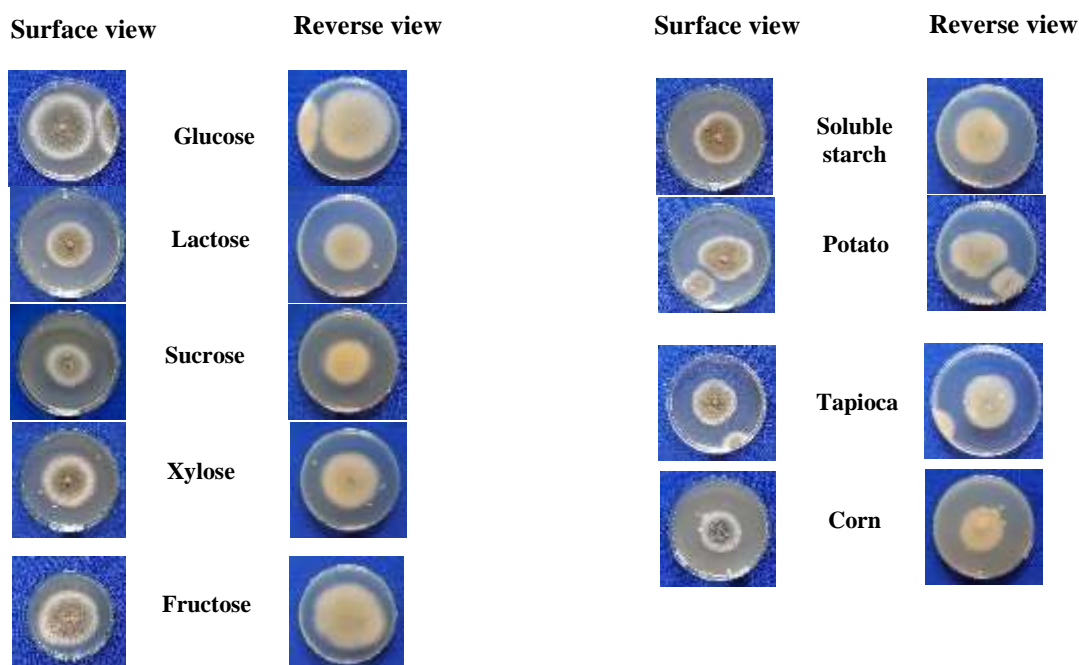 Surface view
Reverse view
Glucose
Lactose
Sucrose
Xylose
Fructose
Surface view
Reverse view
Soluble
starch
Potato
Tapioca
Corn